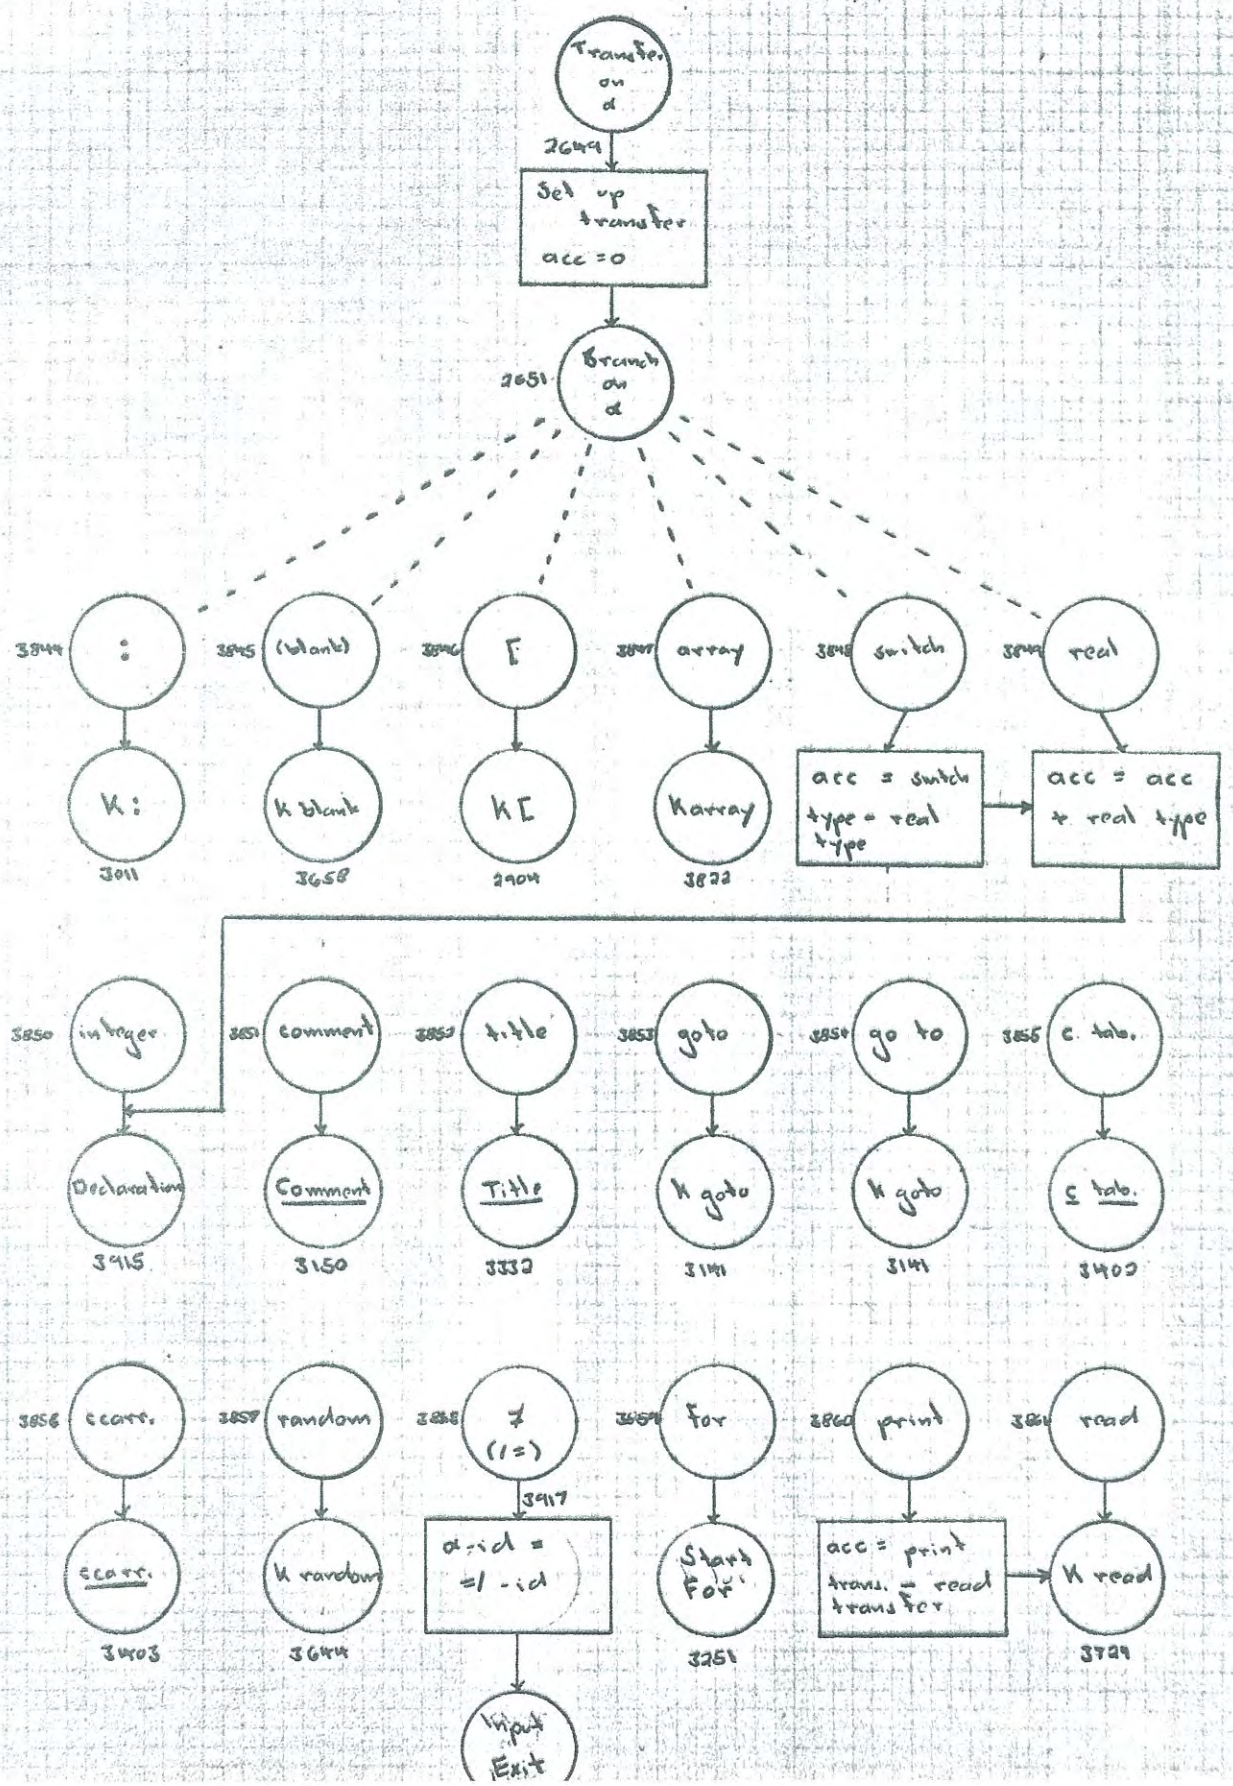 Transfer
on
α
2649
Set up
transfer
acc = 0
2651
Branch
on
α
3844
:
3845
(blank)
3846
[
3847
array
3848
switch
3849
real
K:
3011
K blank
3658
K[
2904
K array
3822
acc = switch
type - real
type
acc = acc
+ real type
3850
integer
3851
comment
3852
title
3853
goto
3854
go to
3855
c. tab.
Declaration
3915
Comment
3150
Title
3332
K goto
3141
K goto
3141
c tab.
3402
3856
ccarr.
3857
random
3858
≠
(/=)
3859
for
3860
print
3861
read
3917
ccarr.
3403
K random
3644
α-id =
=/ -id
Start
For
3251
acc = print
trans. - read
transfer
K read
3729
Input
Exit